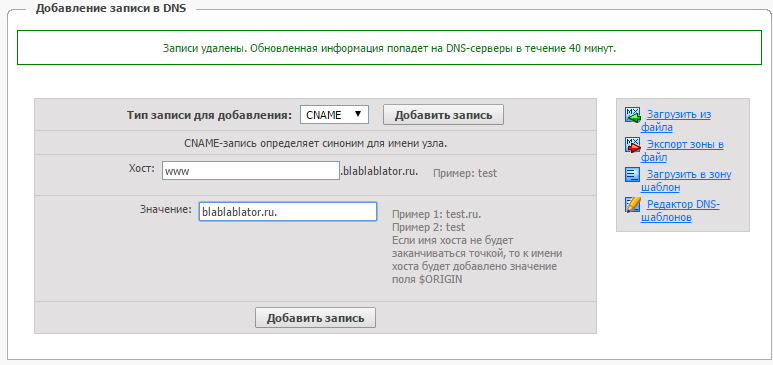 Добавление записи в DNS
Записи удалены. Обновленная информация попадет на DNS-серверы в течение 40 минут.
Тип записи для добавления: CNAME Добавить запись
CNAME-запись определяет синоним для имени узла.
Хост: www .blablablator.ru. Пример: test
Значение: blablablator.ru.
Пример 1: test.ru.
Пример 2: test
Если имя хоста не будет
заканчиваться точкой, то к имени
хоста будет добавлено значение
поля $ORIGIN
Добавить запись
Загрузить из
файла
Экспорт зоны в
файл
Загрузить в зону
шаблон
Редактор DNS-
шаблонов